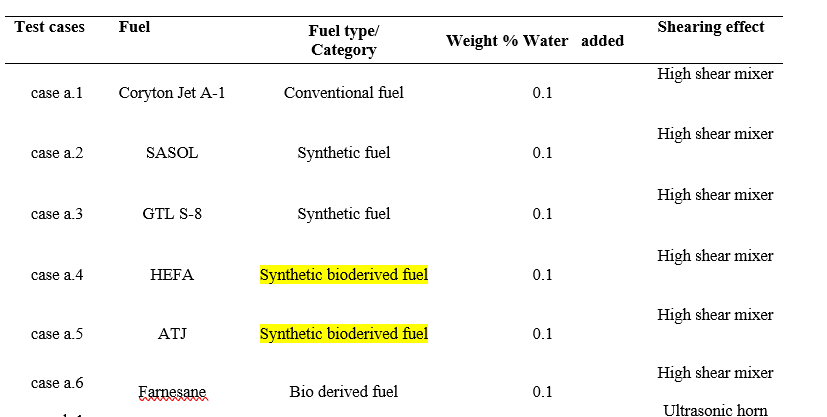 Test cases Fuel Fuel type/ Category Weight % Water added Shearing effect
case a.1 Coryton Jet A-1 Conventional fuel 0.1 High shear mixer
case a.2 SASOL Synthetic fuel 0.1 High shear mixer
case a.3 GTL S-8 Synthetic fuel 0.1 High shear mixer
case a.4 HEFA Synthetic bioderived fuel 0.1 High shear mixer
case a.5 ATJ Synthetic bioderived fuel 0.1 High shear mixer
case a.6 Farnesane Bio derived fuel 0.1 High shear mixer
Ultrasonic horn